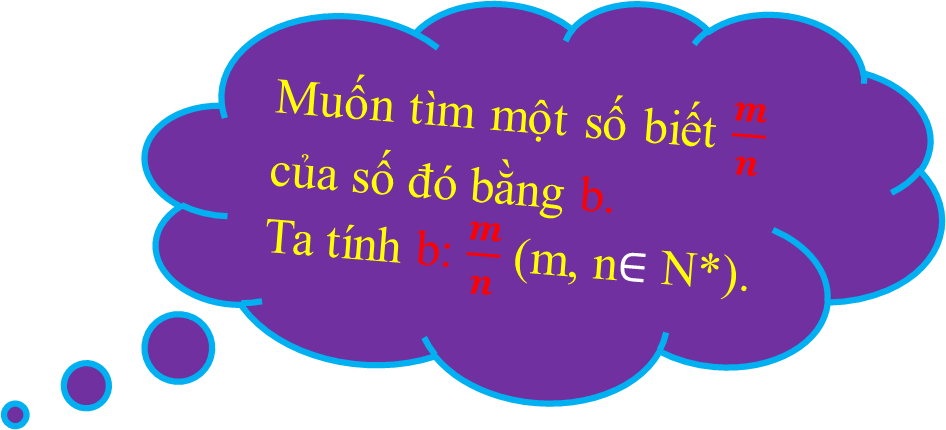 Muốn tìm một số biết m/n
của số đó bằng b.
Ta tính b: m/n (m, n∈ N*).